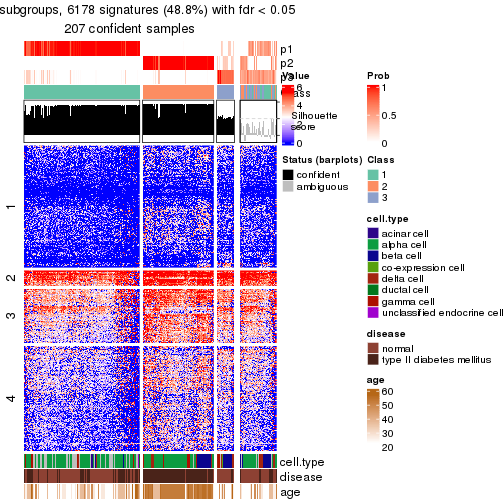 subgroups, 6178 signatures (48.8%) with fdr < 0.05
207 confident samples
p1
p2
p3
Class
Silhouette
score
1
2
3
4
cell.type
disease
age
Value
6
4
2
0
Prob
1
0.5
0
Status (barplots)
confident
ambiguous
Class
1
2
3
cell.type
acinar cell
alpha cell
beta cell
co-expression cell
delta cell
ductal cell
gamma cell
unclassified endocrine cell
disease
normal
type II diabetes mellitus
age
60
50
40
30
20